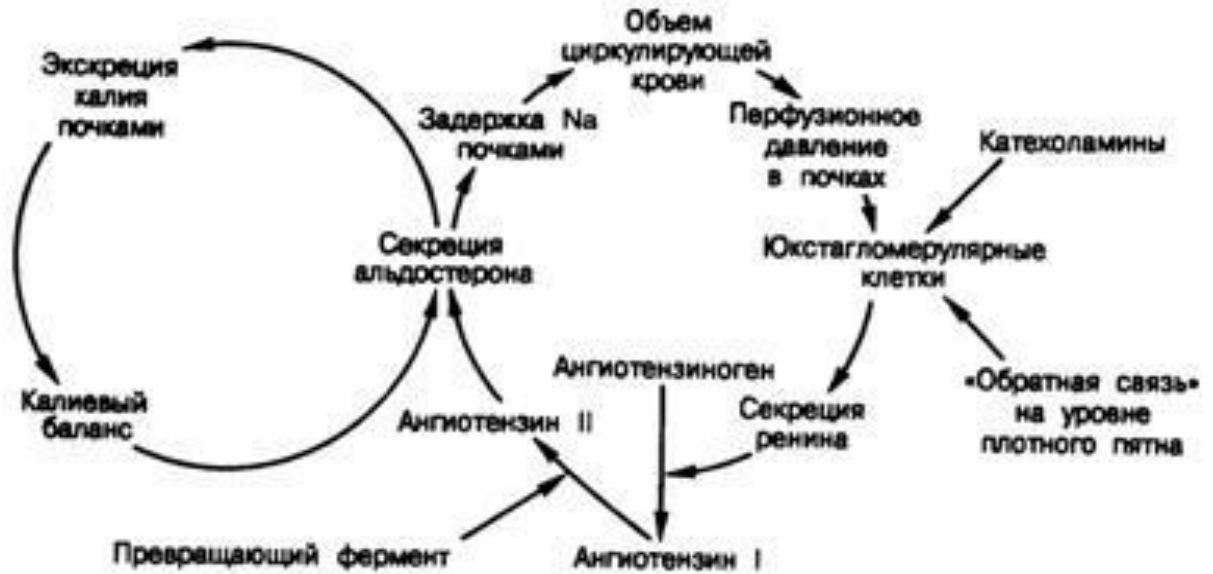 Объем
циркулирующей
крови
Экскреция
калия
почками
Задержка Na
почками
Перфузионное
давление
в почках
Катехоламины
Секреция
альдостерона
Юкстагломерулярные
клетки
Ангиотензиноген
«Обратная связь»
на уровне
плотного пятна
Калиевый
баланс
Ангиотензин II
Секреция
ренина
Превращающий фермент
Ангиотензин I